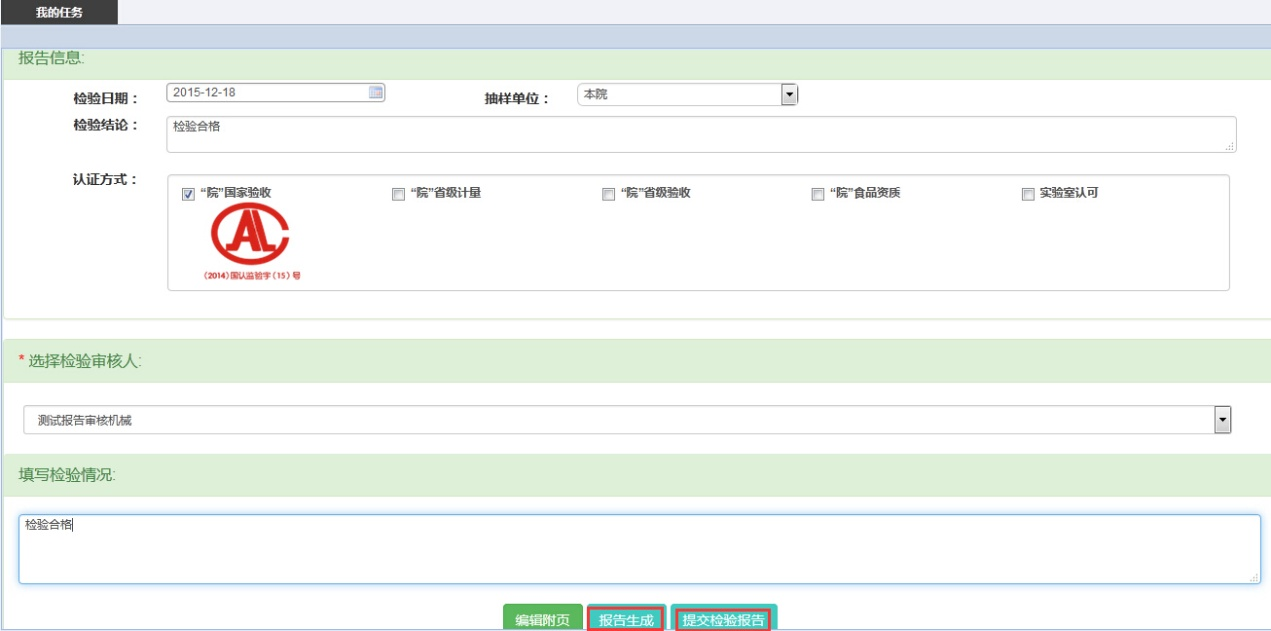 我的任务
报告信息:
检验日期： 2015-12-18 抽样单位： 本院
检验结论： 检验合格
认证方式： “院”国家验收 “院”省级计量 “院”省级验收 “院”食品资质 实验室认可
(2014)国认监验字(15)号
* 选择检验审核人:
测试报告审核机械
填写检验情况:
检验合格
编辑附页 报告生成 提交检验报告